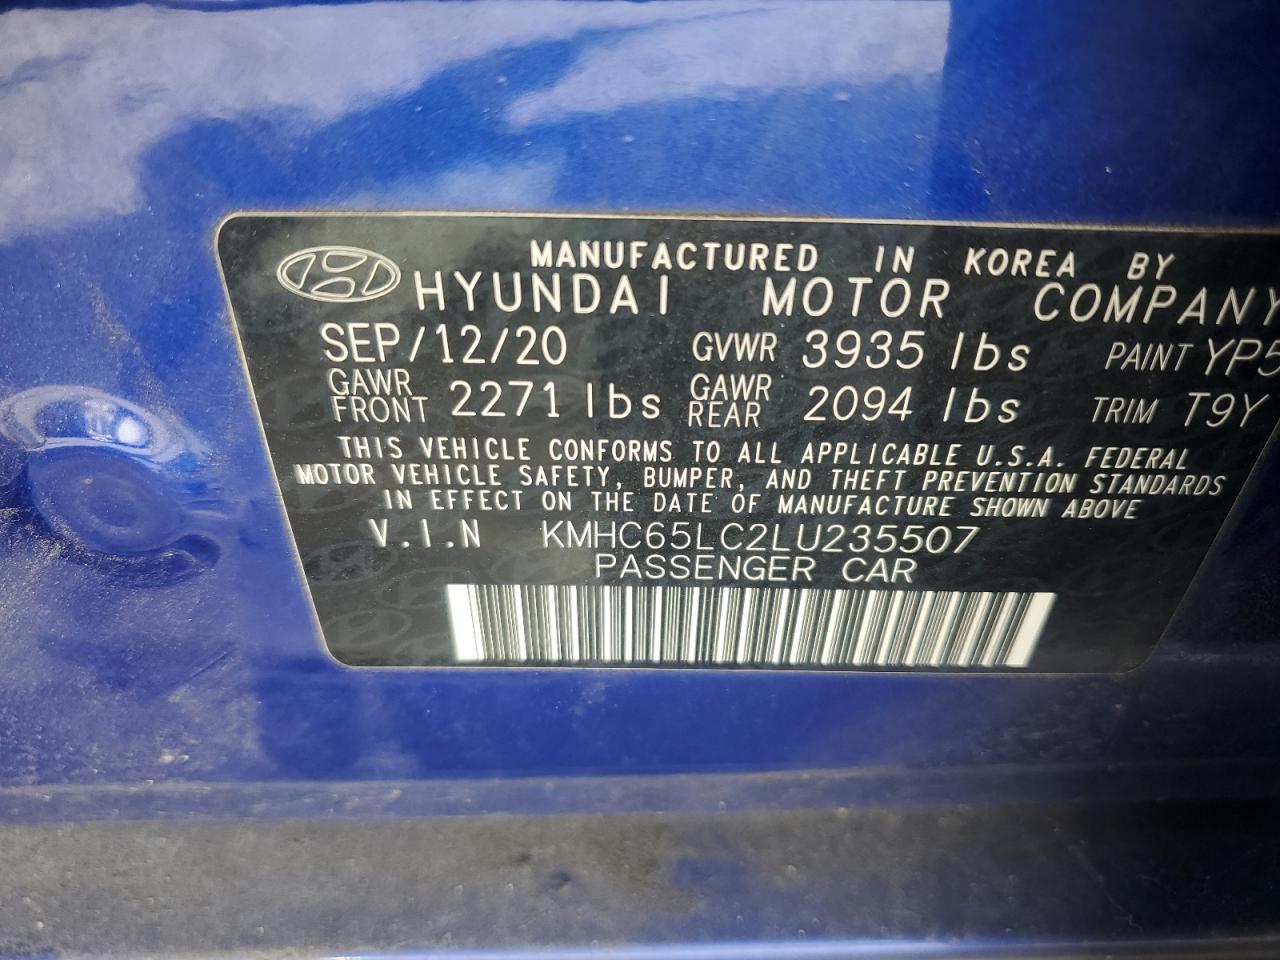 MANUFACTURED IN KOREA BY
HYUNDAI MOTOR COMPANY
SEP/12/20 GVWR 3935 lbs PAINT YP5
GAWR FRONT 2271 lbs GAWR REAR 2094 lbs TRIM T9Y
THIS VEHICLE CONFORMS TO ALL APPLICABLE U.S.A. FEDERAL
MOTOR VEHICLE SAFETY, BUMPER, AND THEFT PREVENTION STANDARDS
IN EFFECT ON THE DATE OF MANUFACTURE SHOWN ABOVE
V.I.N KMHC65LC2LU235507
PASSENGER CAR